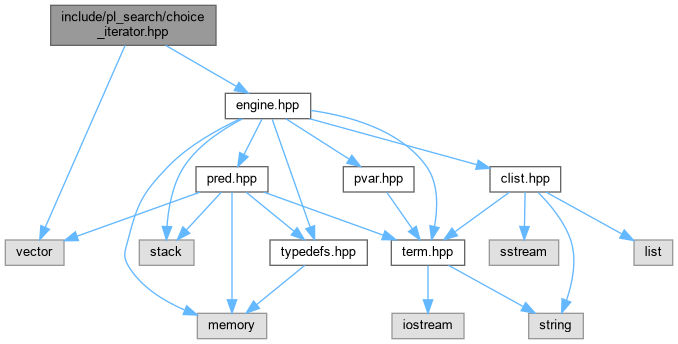 include/pl_search/choice
_iterator.hpp
engine.hpp
pred.hpp
pvar.hpp
clist.hpp
vector
stack
typedefs.hpp
term.hpp
sstream
list
memory
iostream
string